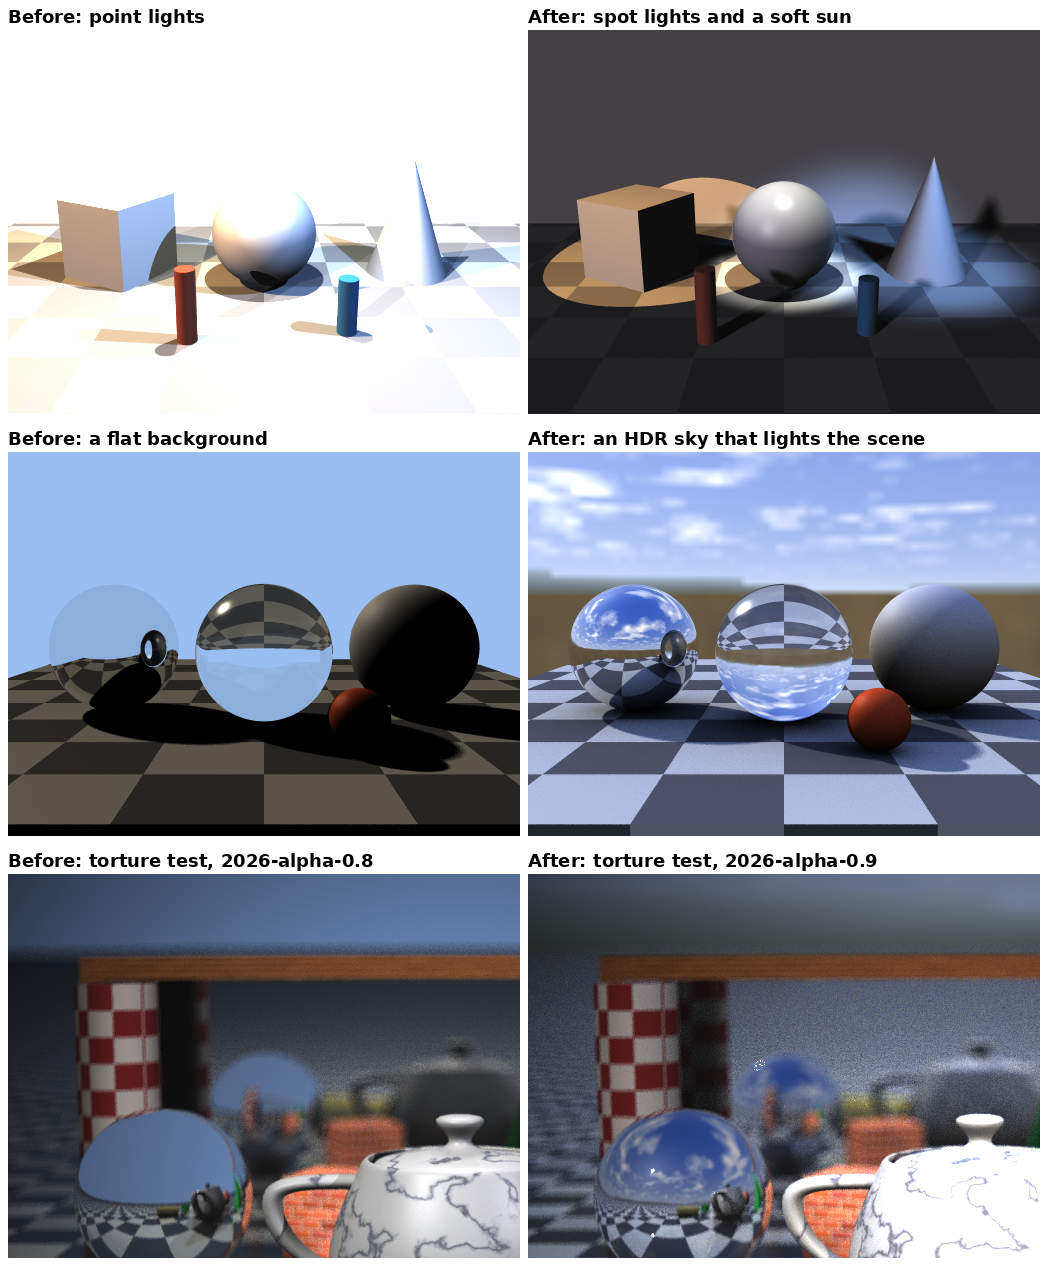 Before: point lights
After: spot lights and a soft sun
Before: a flat background
After: an HDR sky that lights the scene
Before: torture test, 2026-alpha-0.8
After: torture test, 2026-alpha-0.9